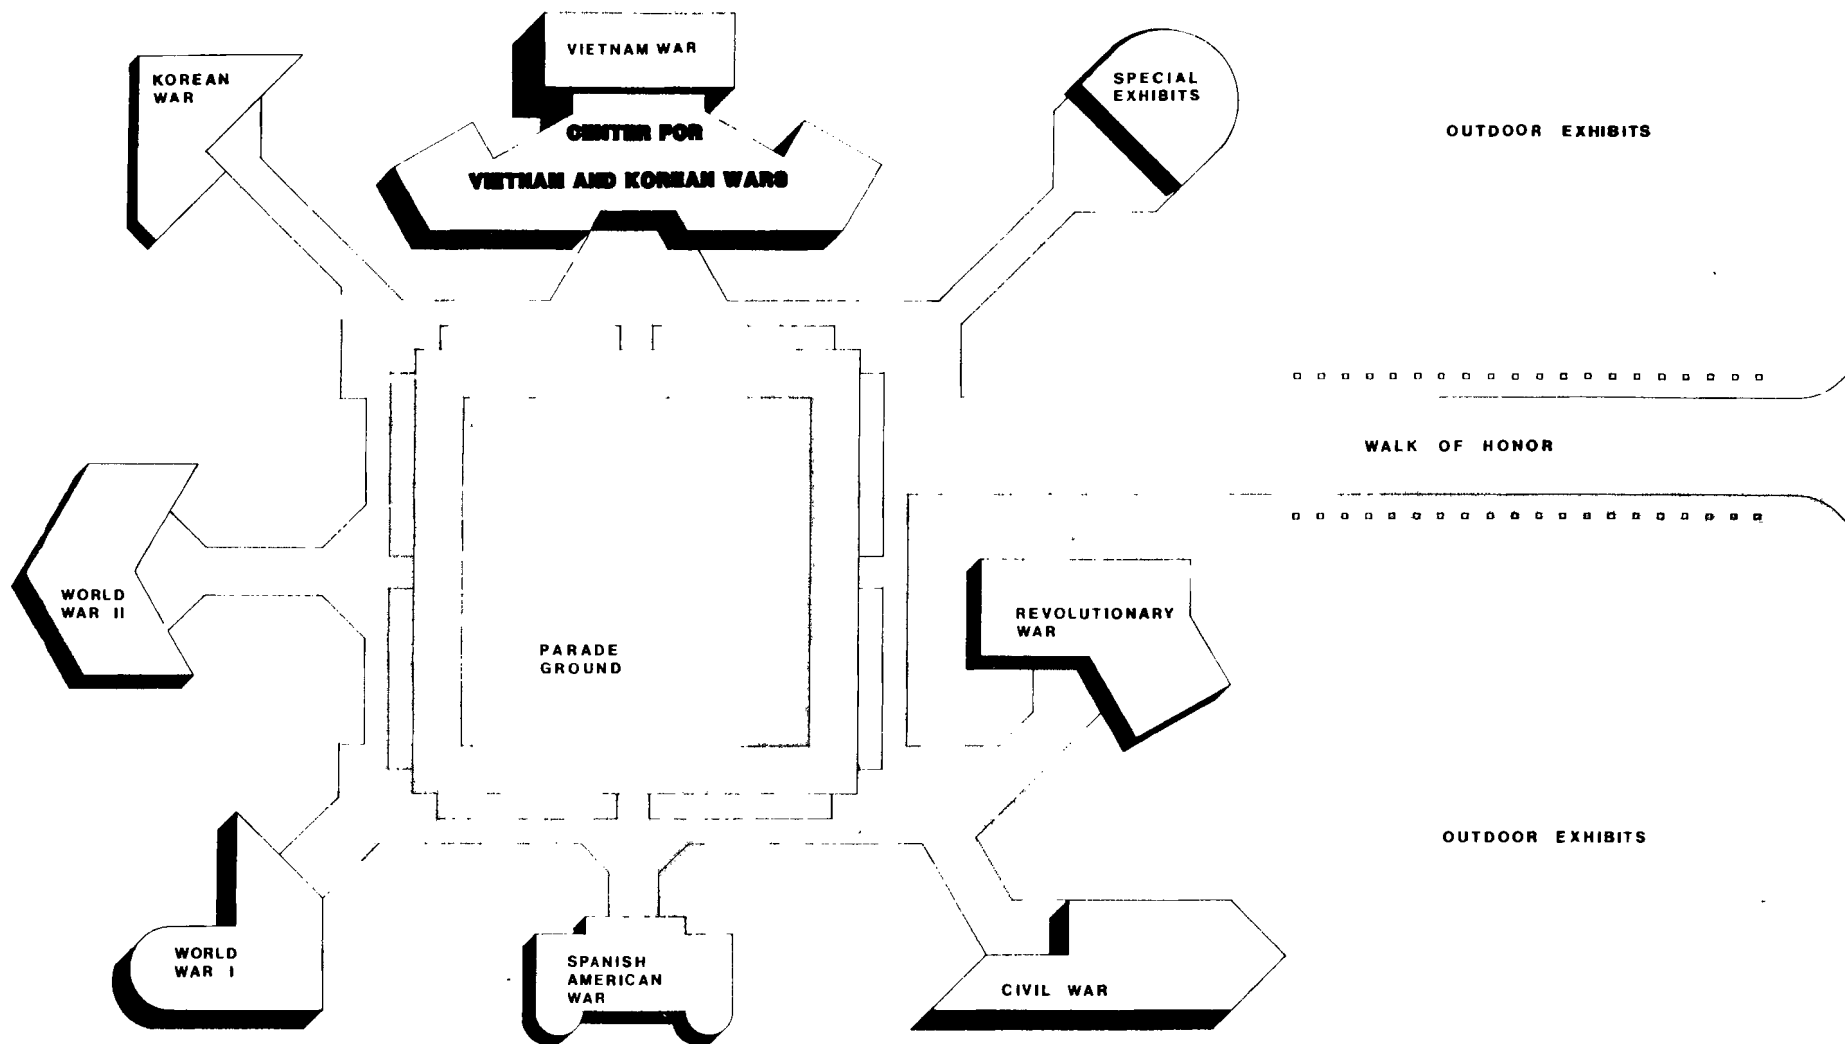 VIETNAM WAR
KOREAN
WAR
SPECIAL
EXHIBITS
CENTER FOR
VIETNAM AND KOREAN WARS
OUTDOOR EXHIBITS
WALK OF HONOR
WORLD
WAR II
REVOLUTIONARY
WAR
PARADE
GROUND
OUTDOOR EXHIBITS
WORLD
WAR I
SPANISH
AMERICAN
WAR
CIVIL WAR